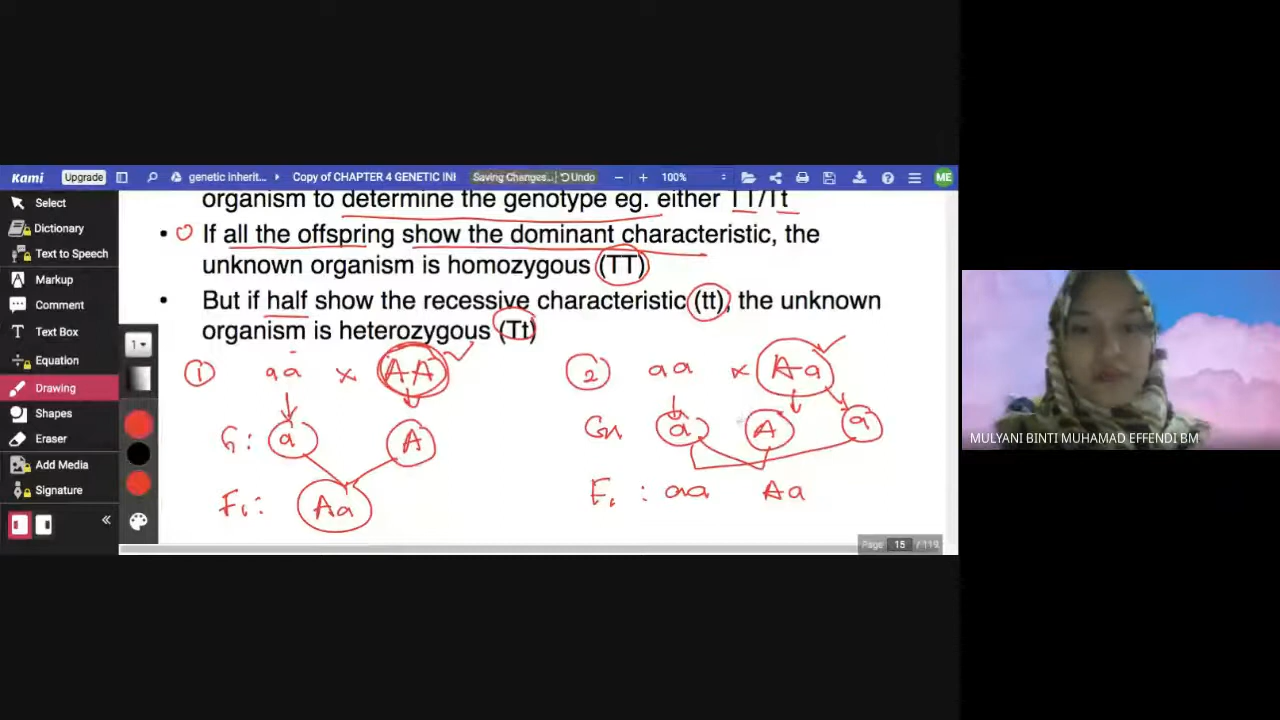 Kami Upgrade genetic Inherit... Copy of CHAPTER 4 GENETIC INI Saving Changes... Undo 100% ME
Select
Dictionary
Text to Speech
Markup
Comment
Text Box
Equation
Drawing
Shapes
Eraser
Add Media
Signature
1
organism to determine the genotype eg. either TT/Tt
• If all the offspring show the dominant characteristic, the
unknown organism is homozygous (TT)
• But if half show the recessive characteristic (tt), the unknown
organism is heterozygous (Tt)
① aa × AA
G: a A
F1: Aa
② aa × Aa
a A a
F1: aa Aa
Page 15 / 119
MULYANI BINTI MUHAMAD EFFENDI BM